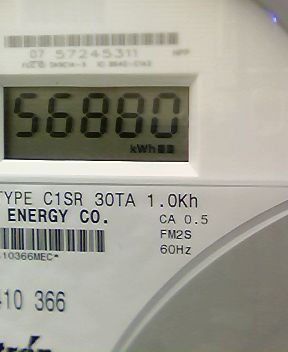 07 57245311
56880
kWh
TYPE C1SR 30TA 1.0Kh
ENERGY CO.
CA 0.5
FM2S
60Hz
10366MEC*
10 366